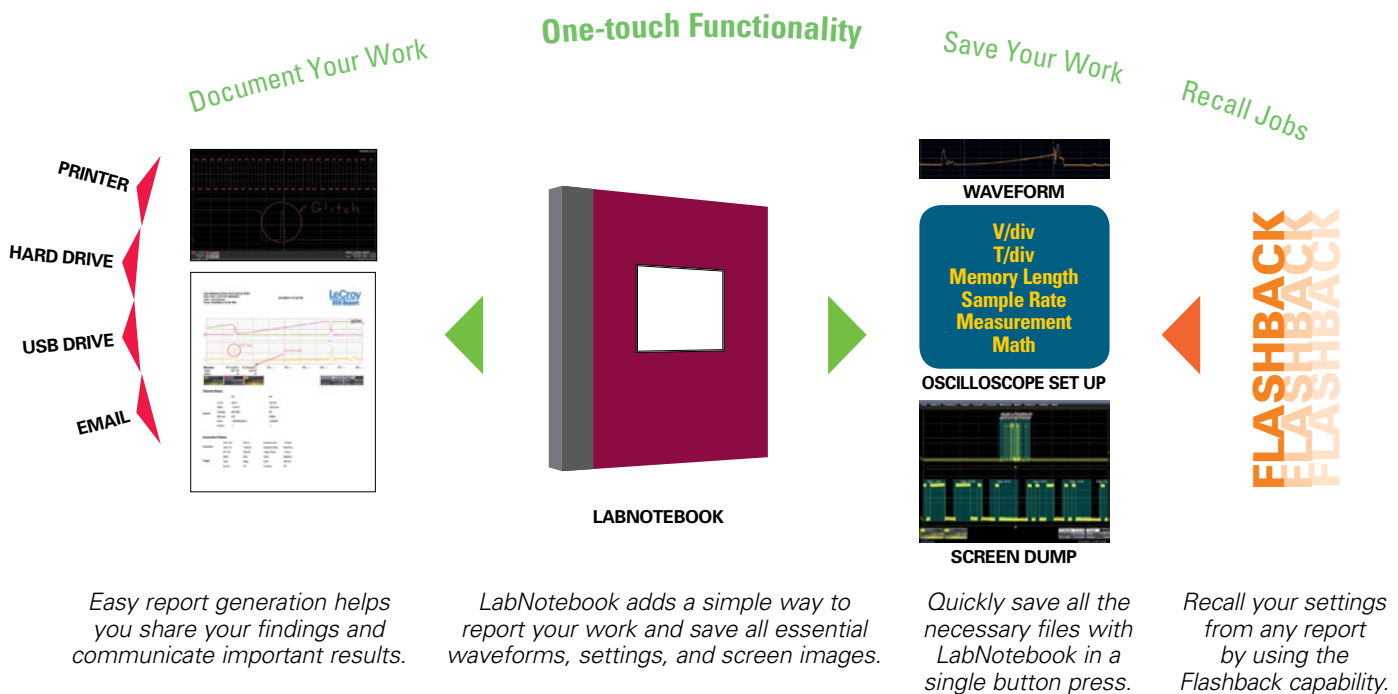 One-touch Functionality
Document Your Work
Save Your Work
Recall Jobs
PRINTER
HARD DRIVE
USB DRIVE
EMAIL
Glitch
LeCroy
LABNOTEBOOK
WAVEFORM
V/div
T/div
Memory Length
Sample Rate
Measurement
Math
OSCILLOSCOPE SET UP
SCREEN DUMP
FLASHBACK
FLASHBACK
FLASHBACK
Easy report generation helps
you share your findings and
communicate important results.
LabNotebook adds a simple way to
report your work and save all essential
waveforms, settings, and screen images.
Quickly save all the
necessary files with
LabNotebook in a
single button press.
Recall your settings
from any report
by using the
Flashback capability.